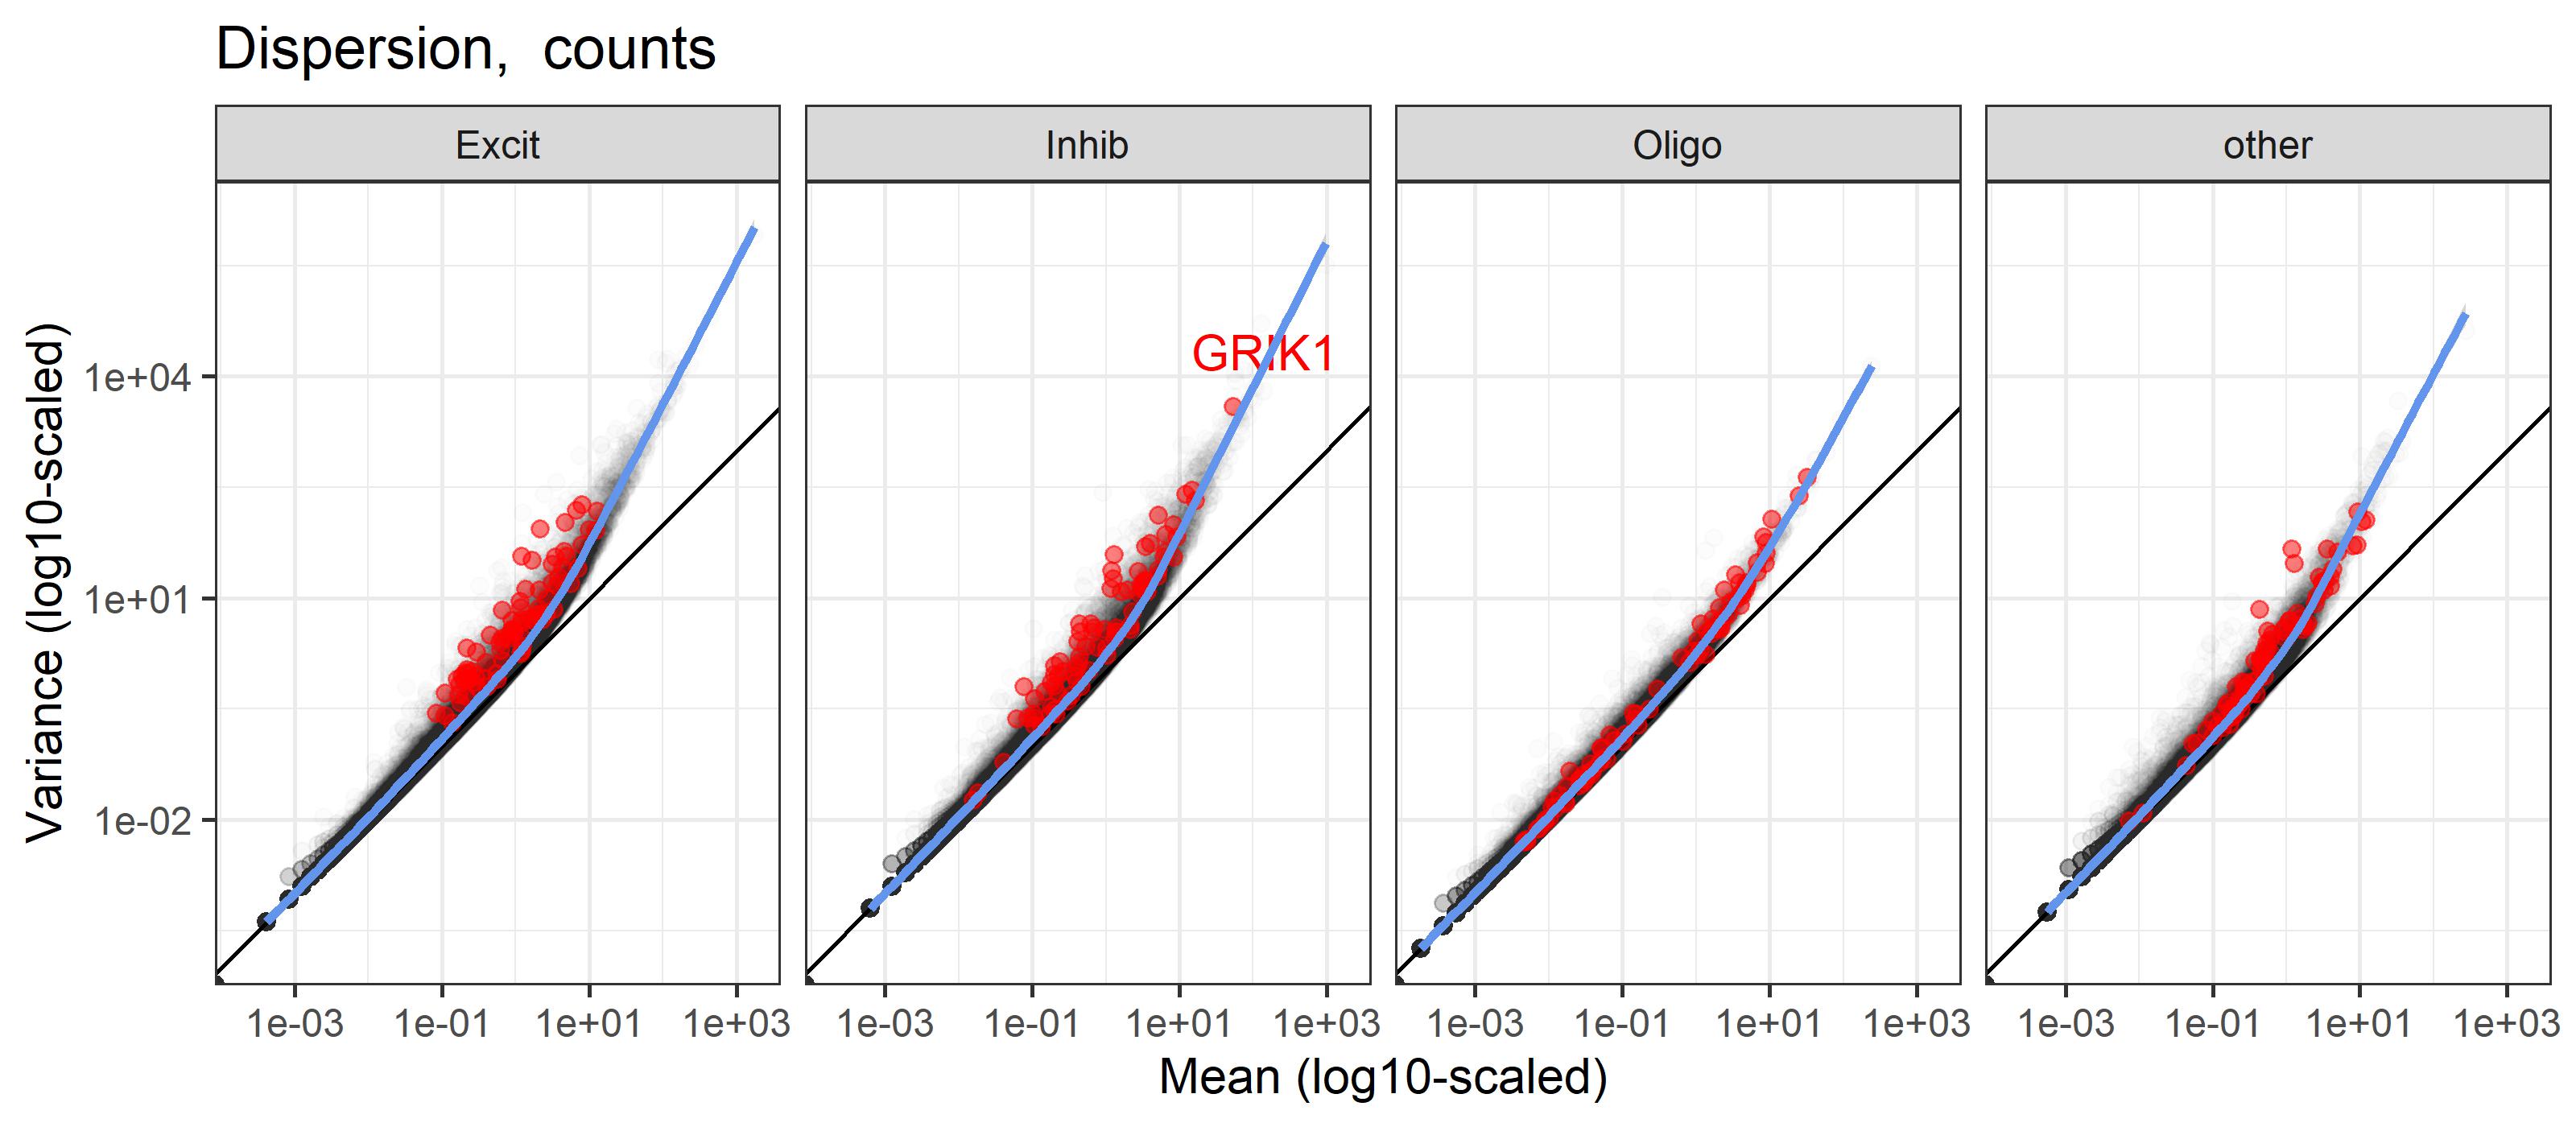 Dispersion,  counts
Excit Inhib Oligo other
GRIK1
1e+04
1e+01
1e-02
Variance (log10-scaled)
1e-03 1e-01 1e+01 1e+03 1e-03 1e-01 1e+01 1e+03 1e-03 1e-01 1e+01 1e+03 1e-03 1e-01 1e+01 1e+03
Mean (log10-scaled)